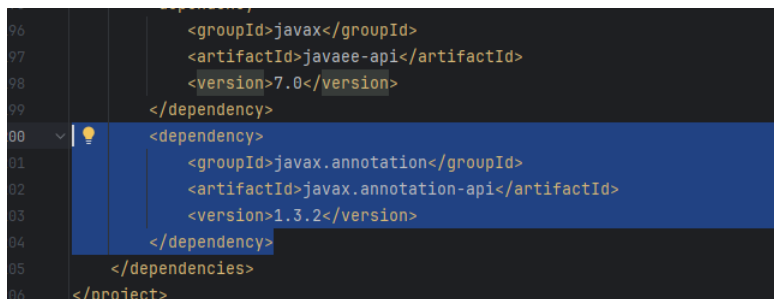 96 <groupId>javax</groupId>
97 <artifactId>javaee-api</artifactId>
98 <version>7.0</version>
99 </dependency>
00 <dependency>
01 <groupId>javax.annotation</groupId>
02 <artifactId>javax.annotation-api</artifactId>
03 <version>1.3.2</version>
04 </dependency>
05 </dependencies>
06 </project>